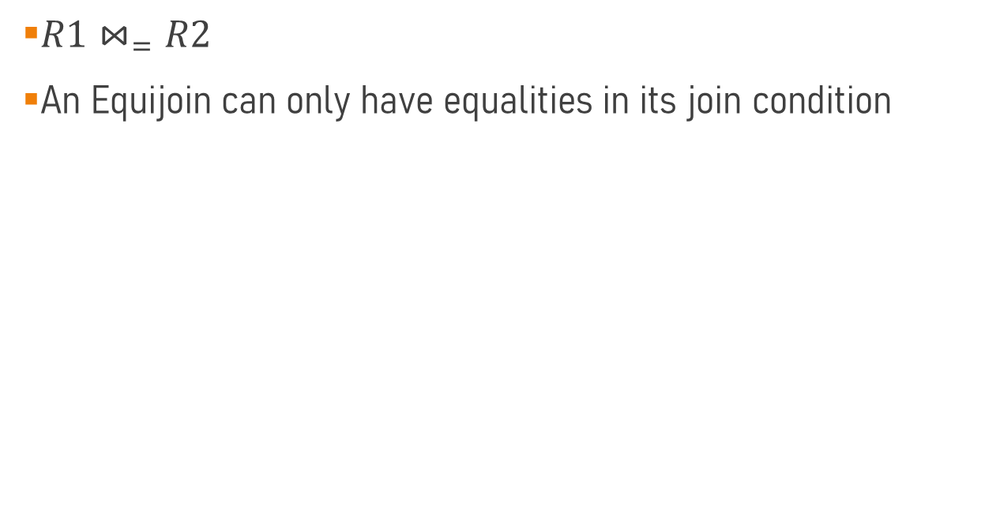 ▪R1 ⋈= R2
▪An Equijoin can only have equalities in its join condition